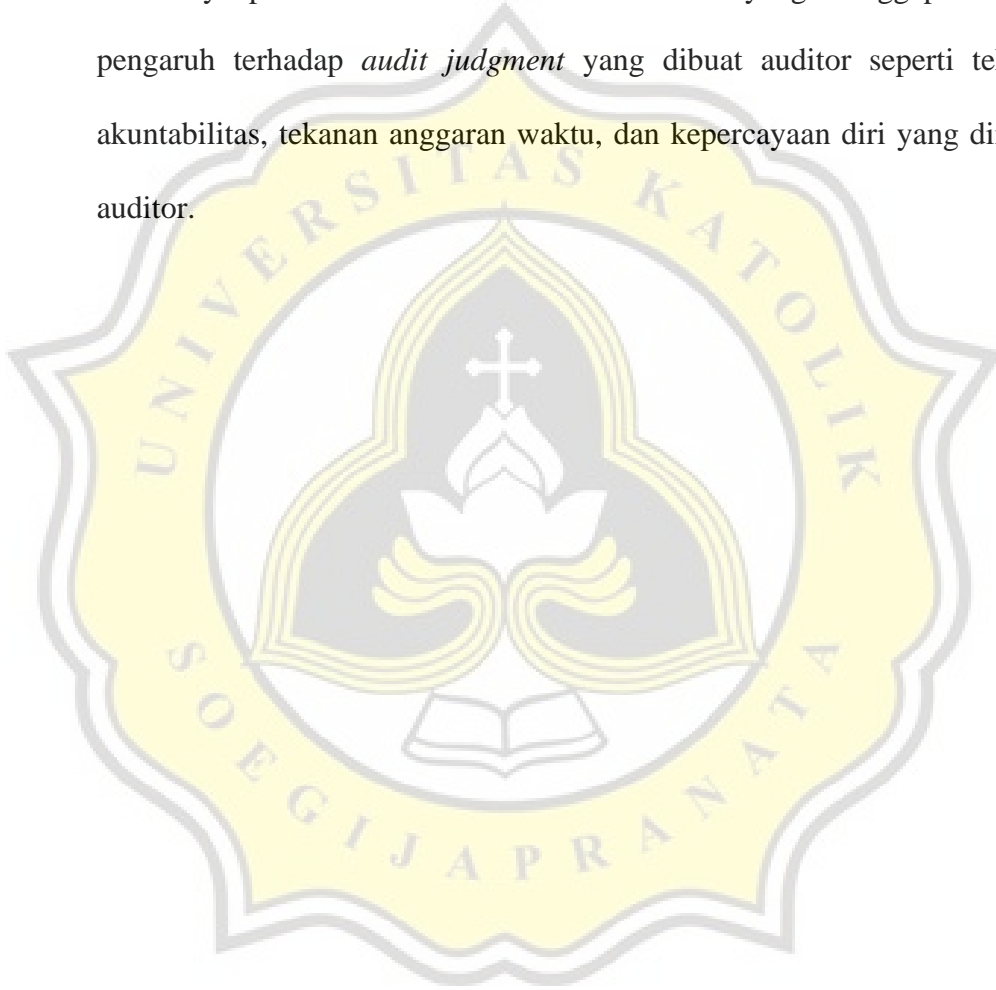 pengaruh terhadap audit judgment yang dibuat auditor seperti
akuntabilitas, tekanan anggaran waktu, dan kepercayaan diri yang
auditor.
UNIVERSITAS KATOLIK
SOEGIJAPRANATA